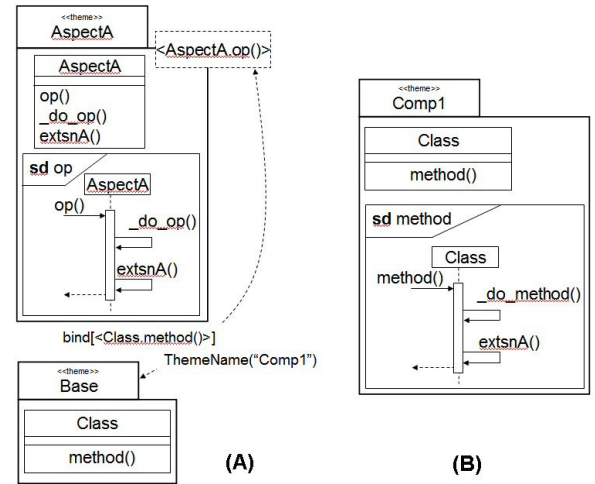 <<theme>>
AspectA
<AspectA.op()>
AspectA
op()
_do_op()
extsnA()
sd op
AspectA
op()
_do_op()
extsnA()
bind[<Class.method()>]
ThemeName("Comp1")
<<theme>>
Base
Class
method()
(A)
<<theme>>
Comp1
Class
method()
sd method
Class
method()
_do_method()
extsnA()
(B)